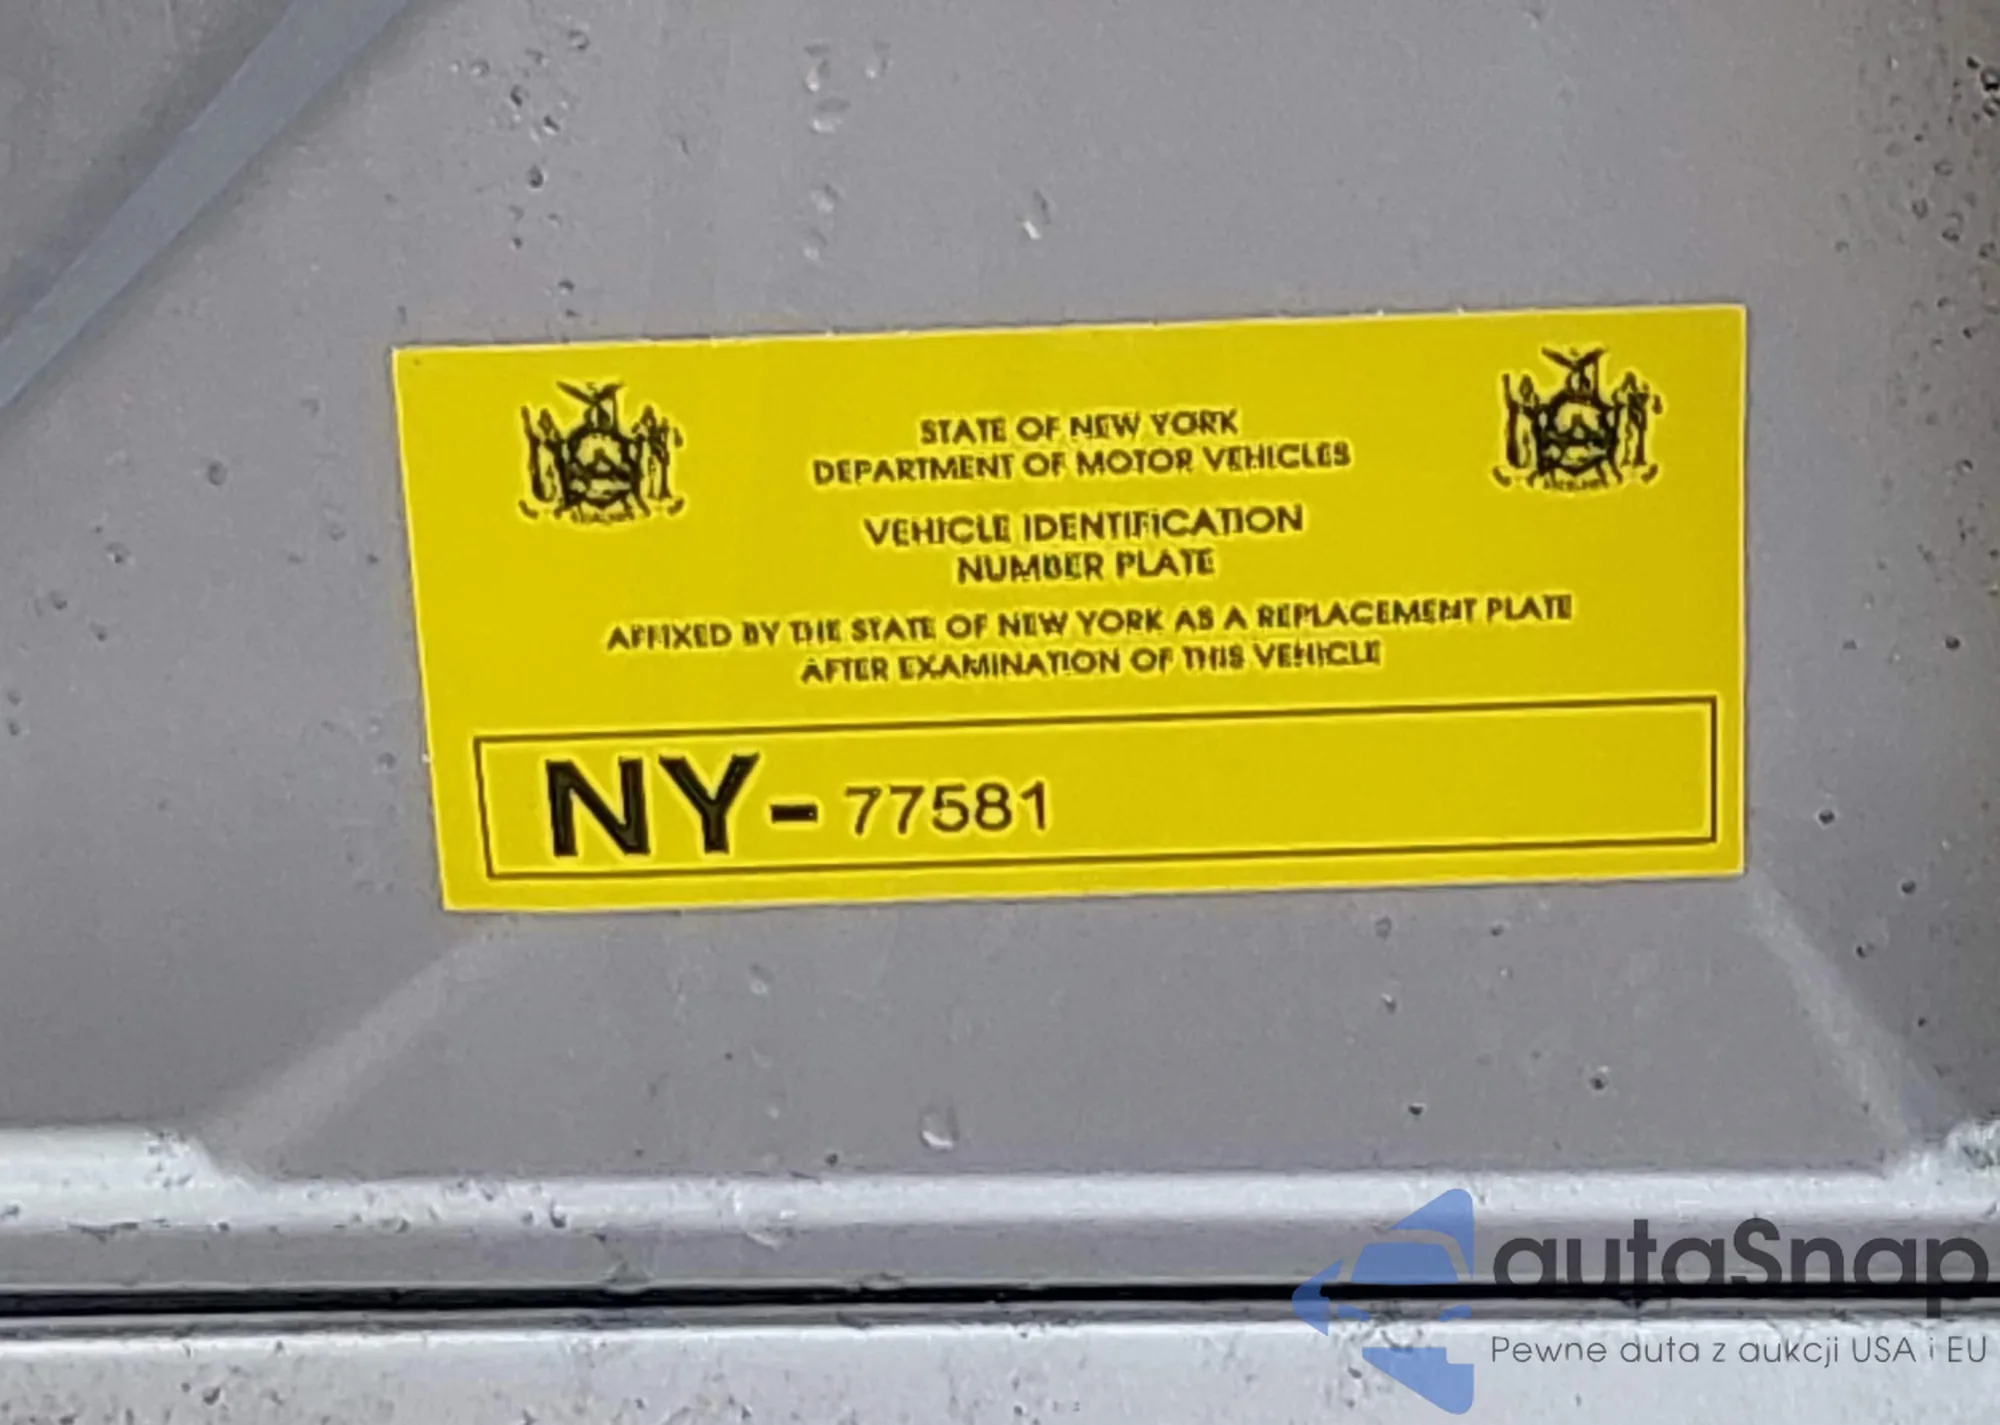 STATE OF NEW YORK
DEPARTMENT OF MOTOR VEHICLES
VEHICLE IDENTIFICATION
NUMBER PLATE
AFFIXED BY THE STATE OF NEW YORK AS A REPLACEMENT PLATE
AFTER EXAMINATION OF THIS VEHICLE
NY-77581
autaSnap
Pewne auta z aukcji USA i EU